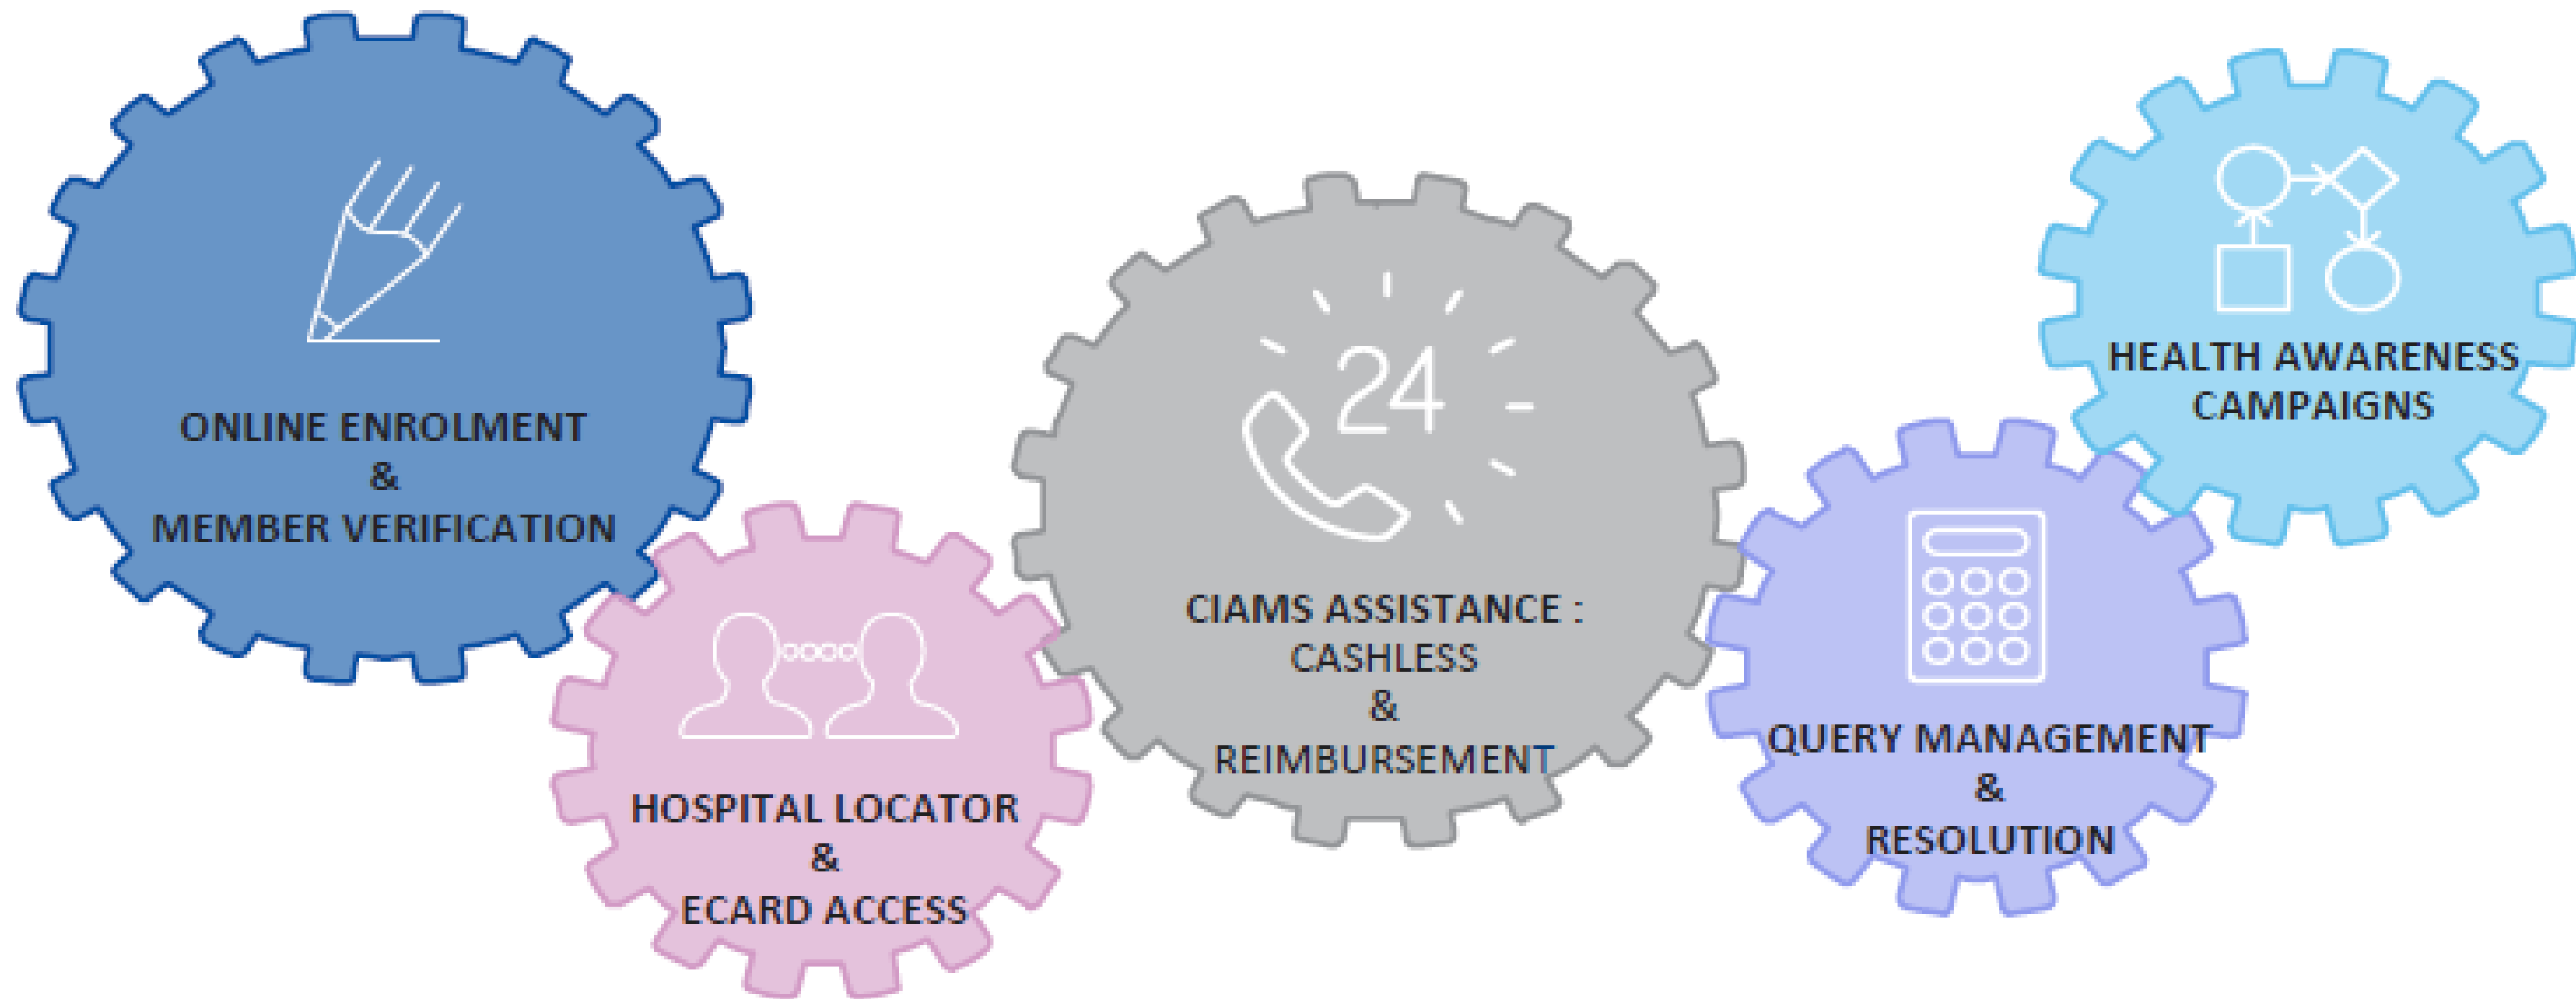 ONLINE ENROLMENT
&
MEMBER VERIFICATION
HOSPITAL LOCATOR
&
ECARD ACCESS
24
CIAMS ASSISTANCE :
CASHLESS
&
REIMBURSEMENT
QUERY MANAGEMENT
&
RESOLUTION
HEALTH AWARENESS
CAMPAIGNS